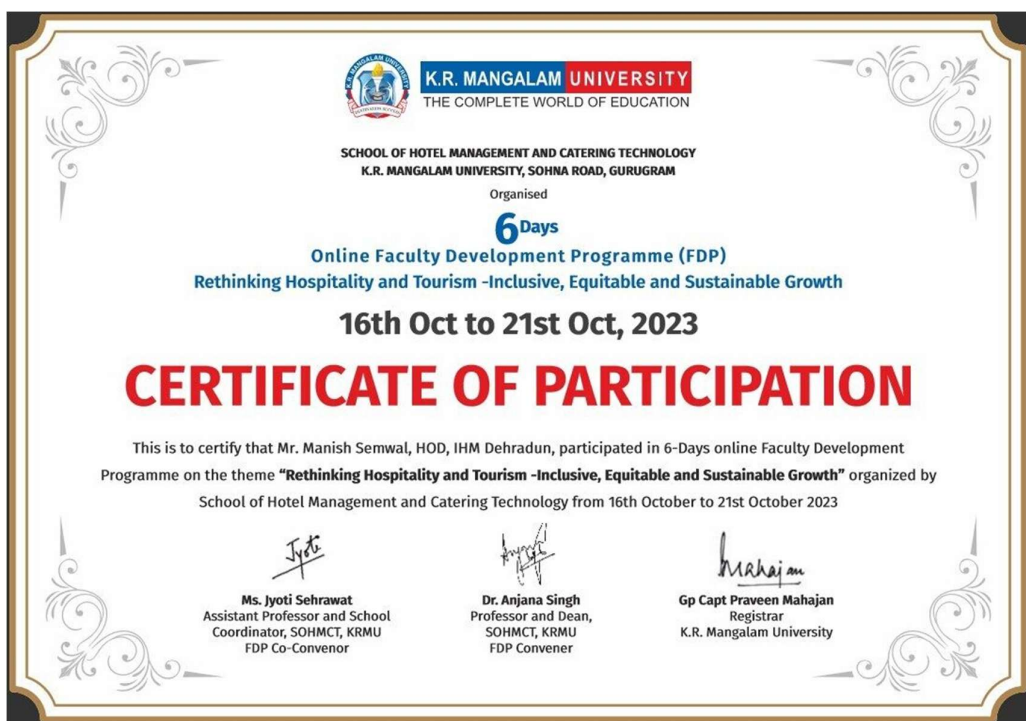 K.R. MANGALAM UNIVERSITY
K.R. MANGALAM UNIVERSITY
THE COMPLETE WORLD OF EDUCATION
SCHOOL OF HOTEL MANAGEMENT AND CATERING TECHNOLOGY
K.R. MANGALAM UNIVERSITY, SOHNA ROAD, GURUGRAM
Organised
6 Days
Online Faculty Development Programme (FDP)
Rethinking Hospitality and Tourism -Inclusive, Equitable and Sustainable Growth
16th Oct to 21st Oct, 2023
CERTIFICATE OF PARTICIPATION
This is to certify that Mr. Manish Semwal, HOD, IHM Dehradun, participated in 6-Days online Faculty Development
Programme on the theme “Rethinking Hospitality and Tourism -Inclusive, Equitable and Sustainable Growth” organized by
School of Hotel Management and Catering Technology from 16th October to 21st October 2023
Jyoti
Mahajan
Ms. Jyoti Sehrawat
Assistant Professor and School
Coordinator, SOHMCT, KRMU
FDP Co-Convenor
Dr. Anjana Singh
Professor and Dean,
SOHMCT, KRMU
FDP Convener
Gp Capt Praveen Mahajan
Registrar
K.R. Mangalam University